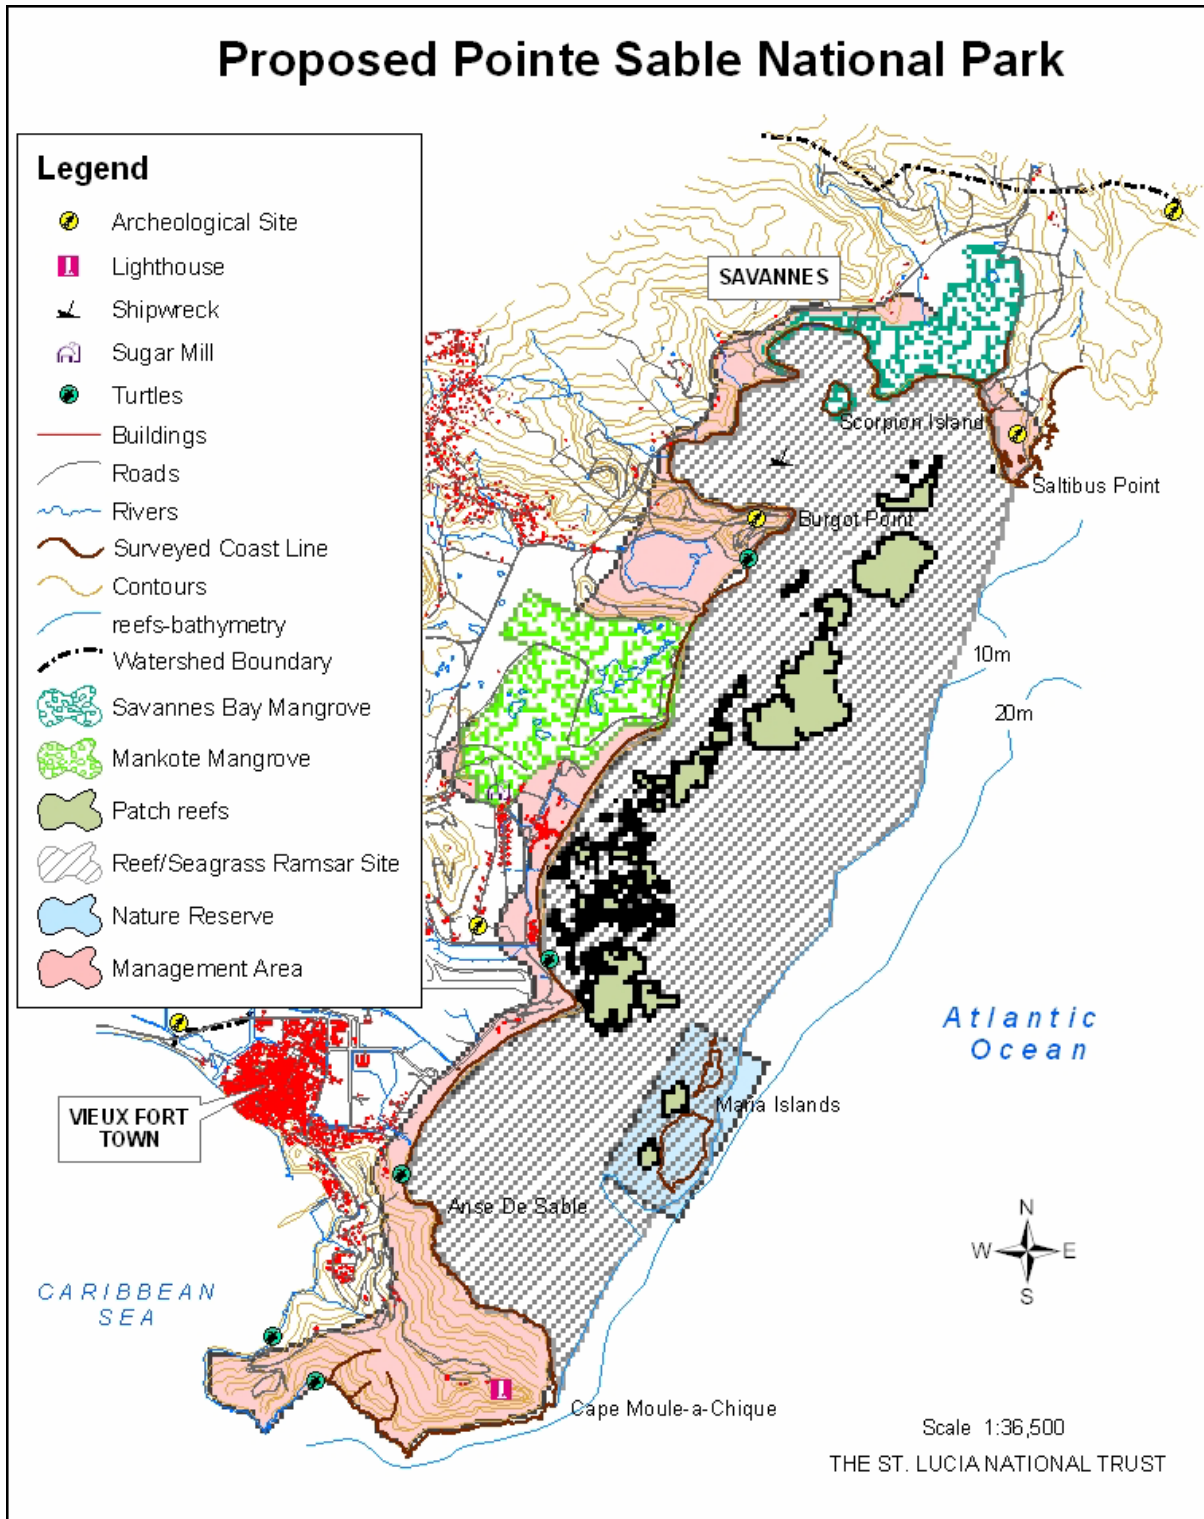 Proposed Pointe Sable National Park
Legend
Archeological Site
Lighthouse
Shipwreck
Sugar Mill
Turtles
Buildings
Roads
Rivers
Surveyed Coast Line
Contours
reefs-bathymetry
Watershed Boundary
Savannes Bay Mangrove
Mankote Mangrove
Patch reefs
Reef/Seagrass Ramsar Site
Nature Reserve
Management Area
SAVANNES
Scorpion Island
Saltibus Point
Burgot Point
10m
20m
Atlantic
Ocean
Maria Islands
VIEUX FORT
TOWN
Anse De Sable
CARIBBEAN
SEA
N
W
E
S
Cape Moule-a-Chique
Scale 1:36,500
THE ST. LUCIA NATIONAL TRUST